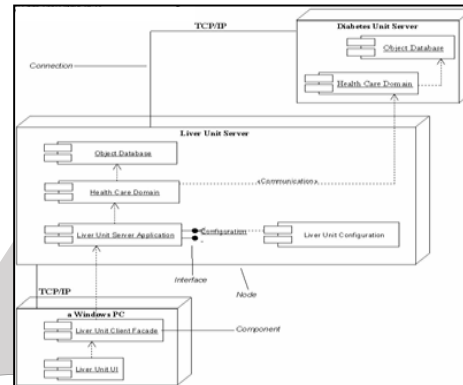 TCP/IP
Diabetes Unit Server
Object Database
Connection
Health Care Domain
Liver Unit Server
Object Database
Health Care Domain
«Communication»
Liver Unit Server Application
Configuration
Liver Unit Configuration
Interface
Node
TCP/IP
a Windows PC
Liver Unit Client Facade
Component
Liver Unit UI